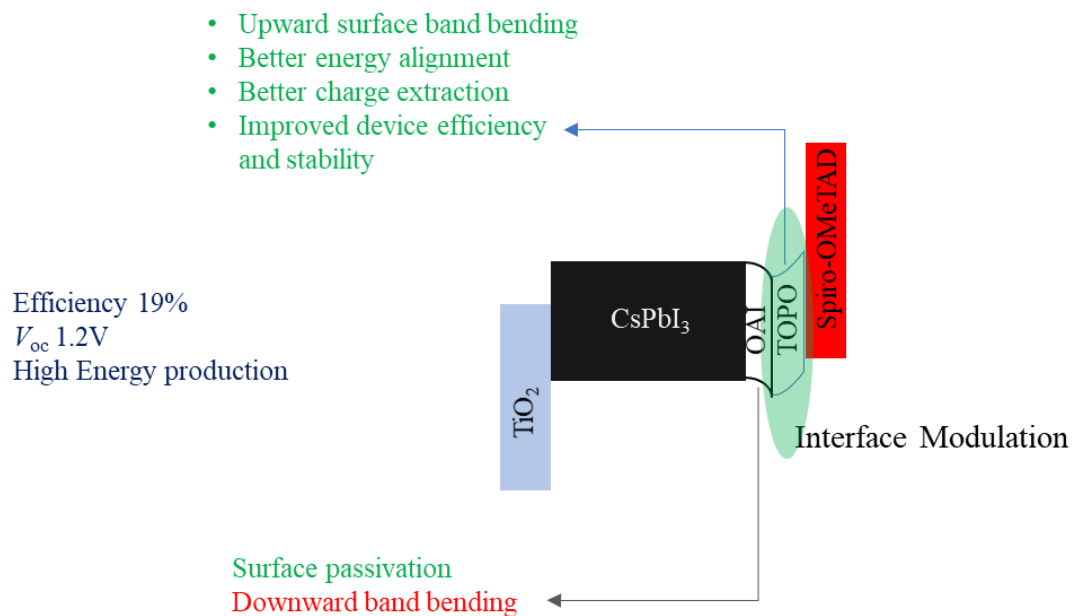 • Upward surface band bending
• Better energy alignment
• Better charge extraction
• Improved device efficiency
and stability
Spiro-OMeTAD
CsPbI₃
OAI
TOPO
Efficiency 19%
Voc 1.2V
High Energy production
TiO₂
Interface Modulation
Surface passivation
Downward band bending